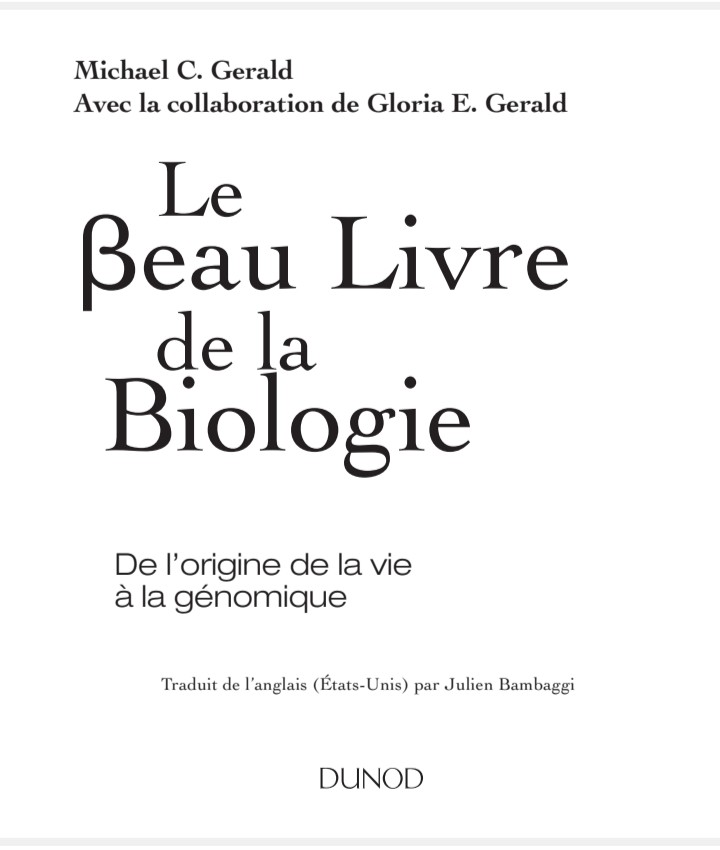 Michael C. Gerald
Avec la collaboration de Gloria E. Gerald
Le
βeau Livre
de la
Biologie
De l’origine de la vie
à la génomique
Traduit de l’anglais (États-Unis) par Julien Bambaggi
DUNOD